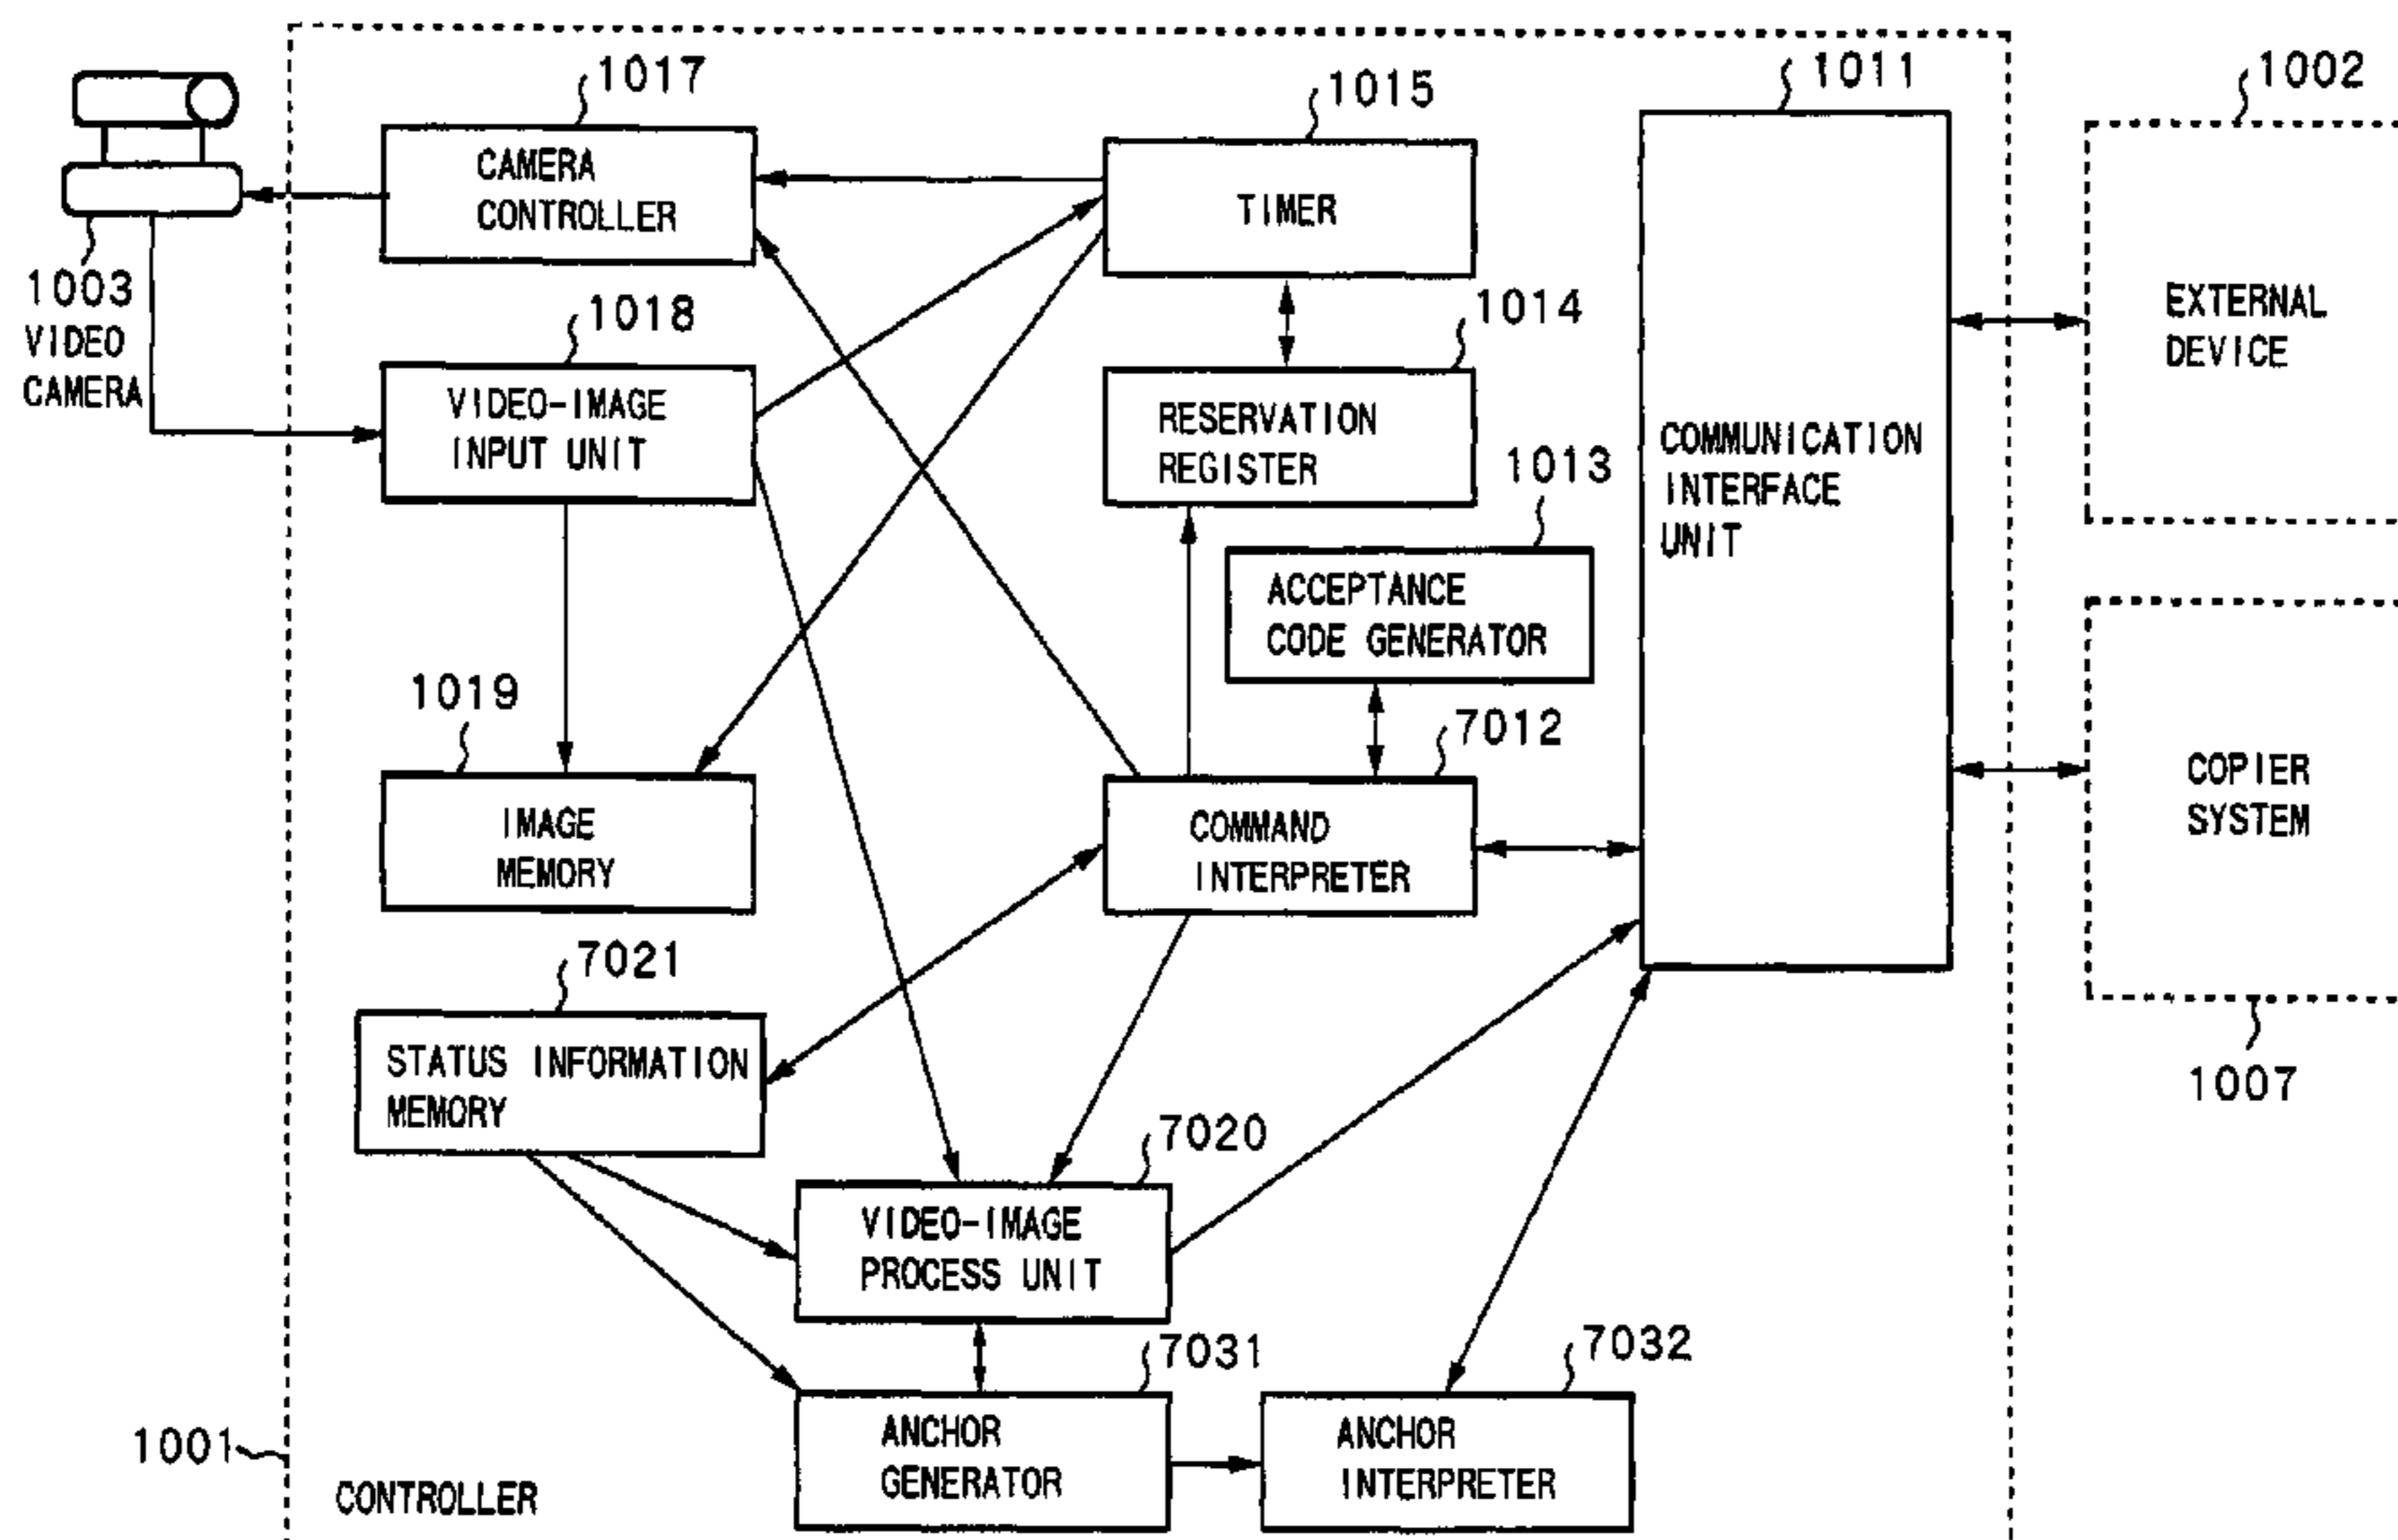 1017
1015
1011
1002
CAMERA
CONTROLLER
TIMER
1003
VIDEO
CAMERA
1018
1014
EXTERNAL
DEVICE
VIDEO-IMAGE
INPUT UNIT
RESERVATION
REGISTER
1013
COMMUNICATION
INTERFACE
UNIT
ACCEPTANCE
CODE GENERATOR
1019
7012
IMAGE
MEMORY
COMMAND
INTERPRETER
COPIER
SYSTEM
7021
STATUS INFORMATION
MEMORY
1007
7020
VIDEO-IMAGE
PROCESS UNIT
7031
7032
1001
CONTROLLER
ANCHOR
GENERATOR
ANCHOR
INTERPRETER